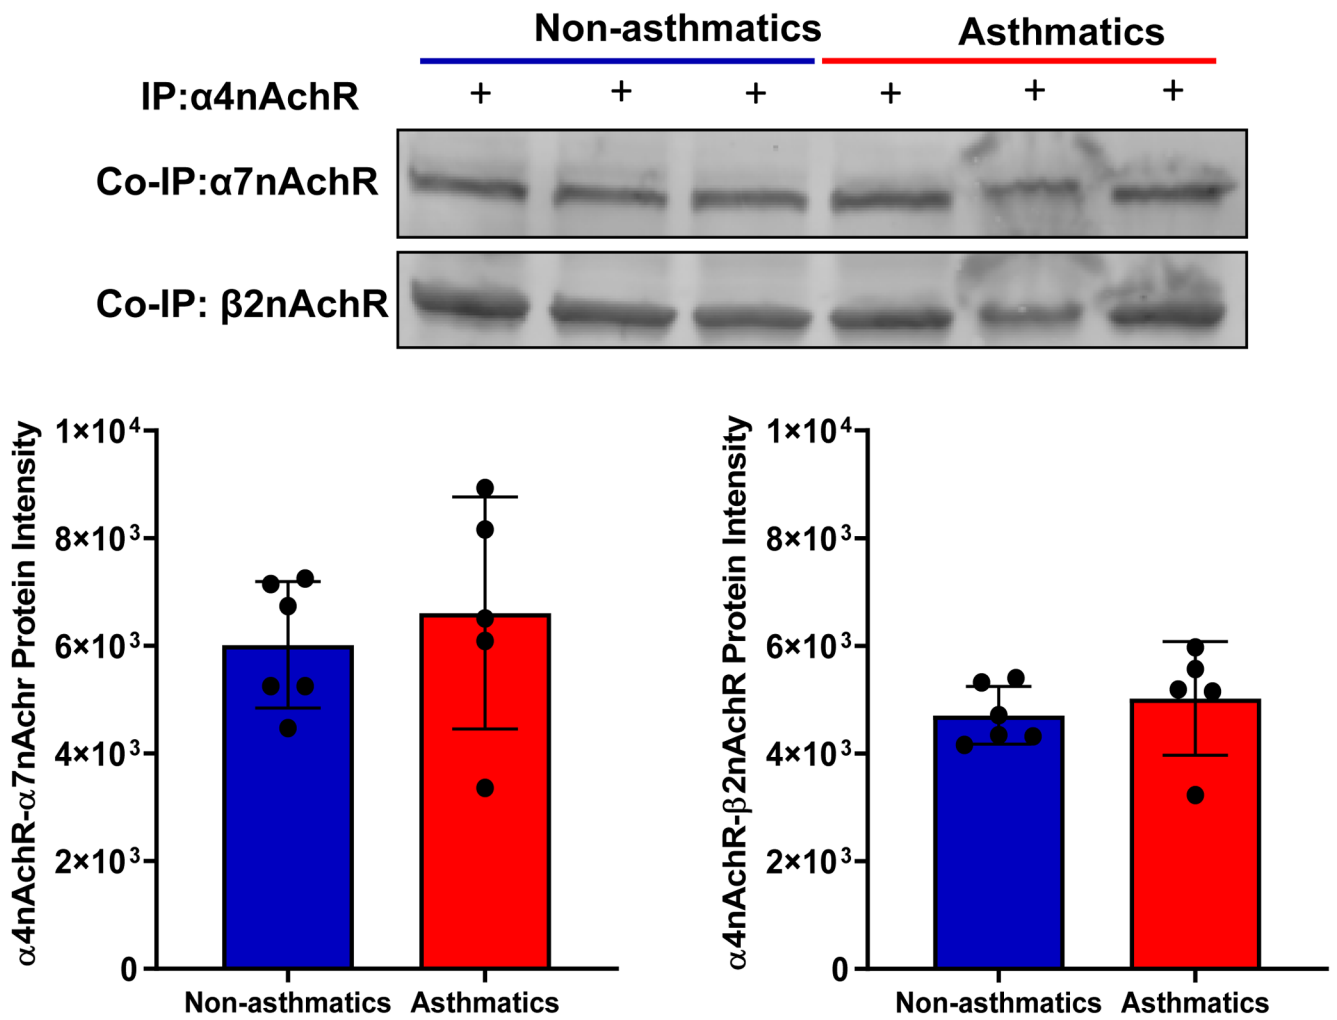 Non-asthmatics Asthmatics
IP:α4nAchR + + + + + +
Co-IP:α7nAchR
Co-IP: β2nAchR
α4nAchR-α7nAchr Protein Intensity
1×10⁴
8×10³
6×10³
4×10³
2×10³
0
Non-asthmatics Asthmatics
α4nAchR-β2nAchR Protein Intensity
1×10⁴
8×10³
6×10³
4×10³
2×10³
0
Non-asthmatics Asthmatics